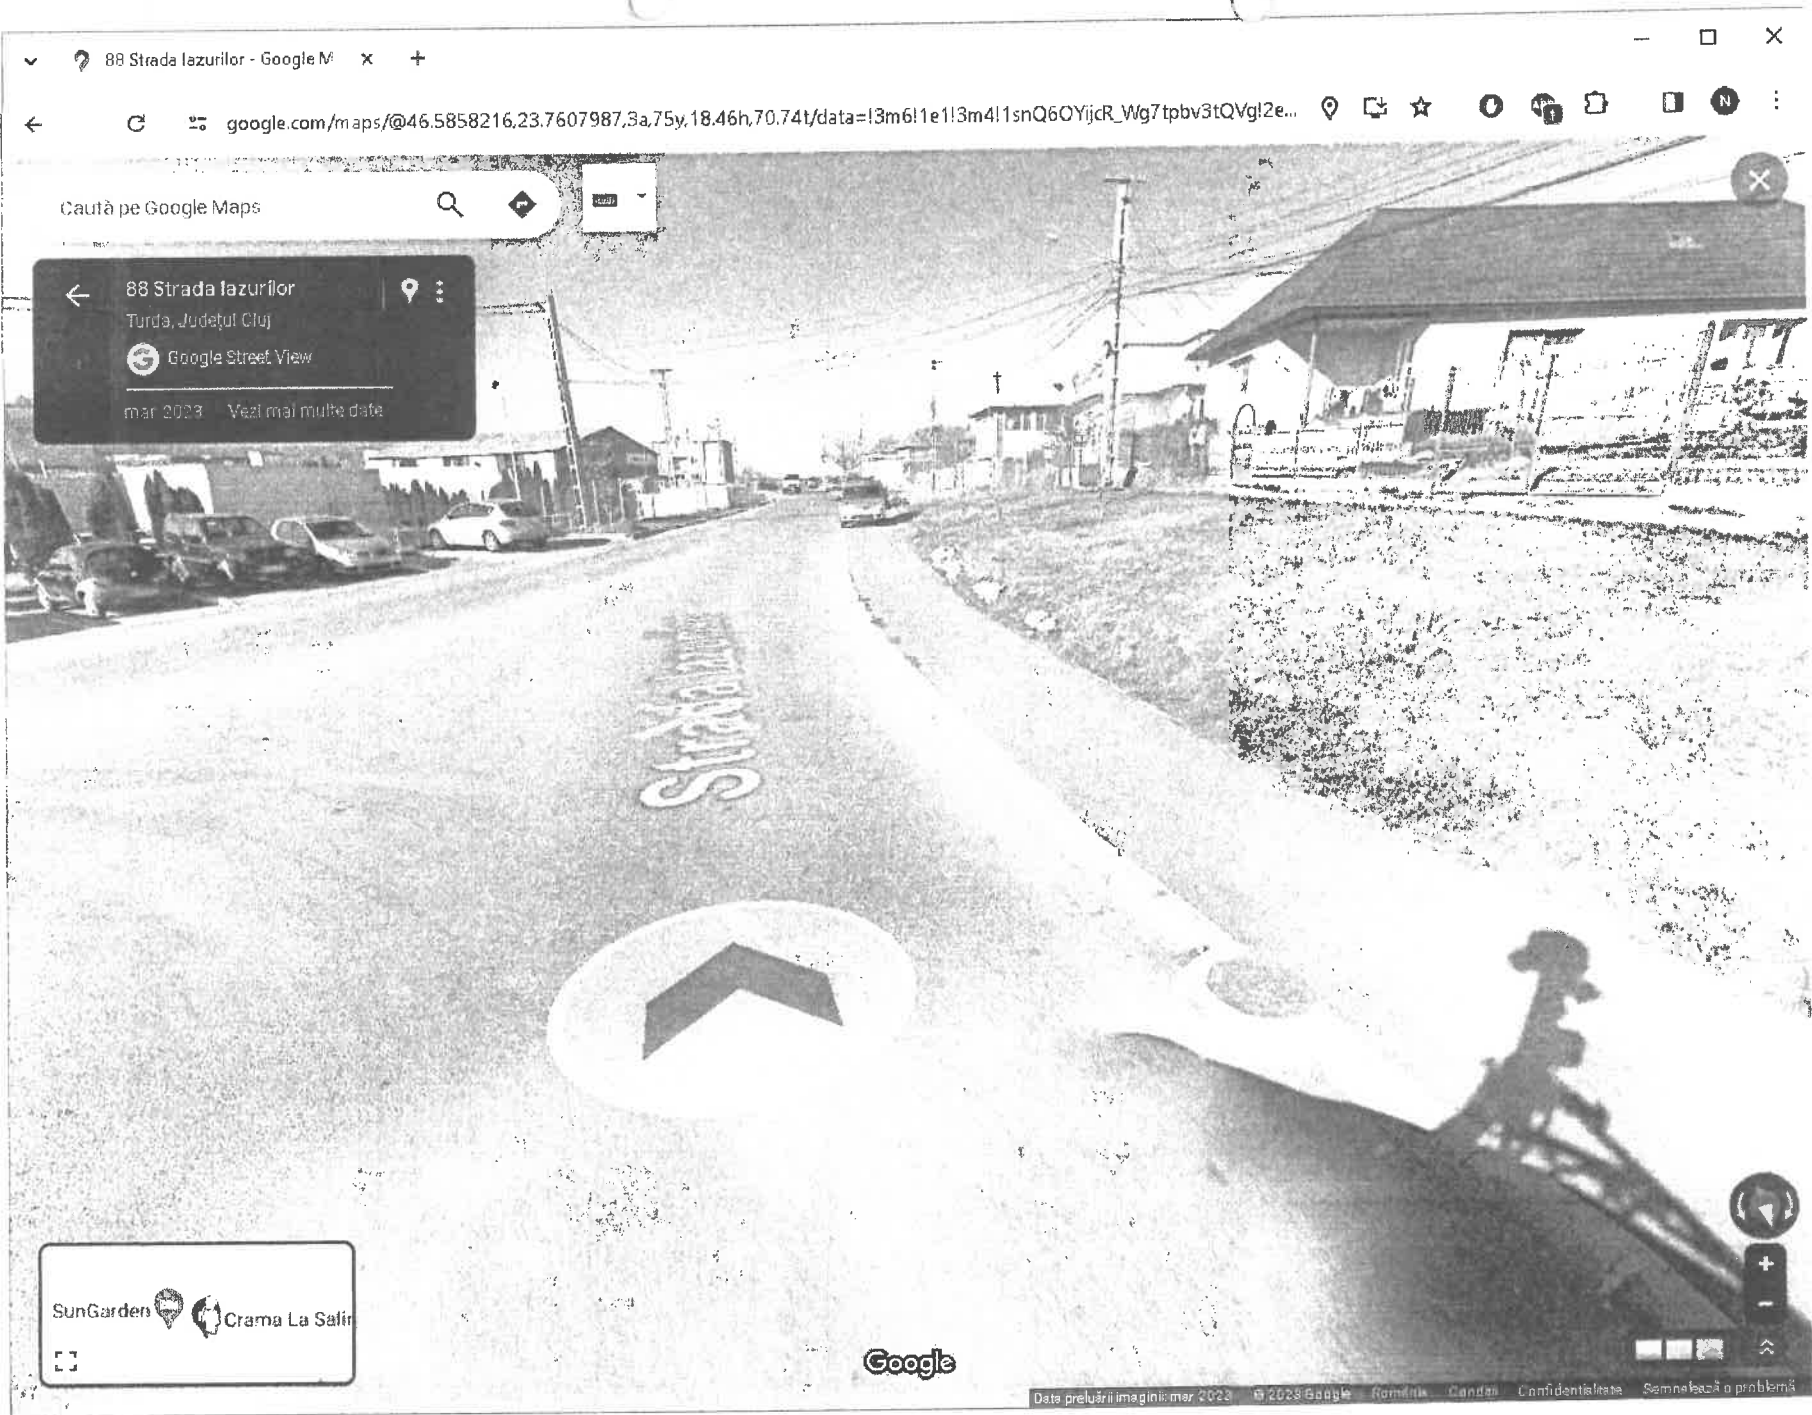 88 Strada Iazurilor - Google M
google.com/maps/@46.5858216,23.7607987,3a,75y,18.46h,70.74t/data=!3m6!1e1!3m4!1snQ6OYijcR_Wg7tpbv3tQVg!2e...
N
Caută pe Google Maps
88 Strada Iazurilor
Turda, Județul Cluj
Google Street View
mar. 2023 Vezi mai multe date
Strada Iazurilor
SunGarden
Crama La Salin
Google
Data preluării imaginii: mar. 2023 © 2023 Google România Condiții Confidențialitate Semnalează o problemă